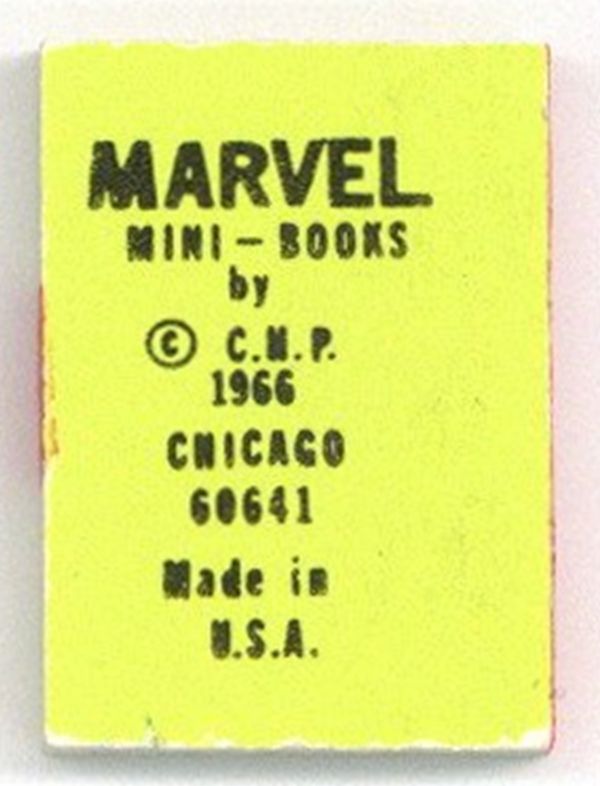 MARVEL
MINI-BOOKS
by
© C.M.P.
1966
CHICAGO
60641
Made in
U.S.A.